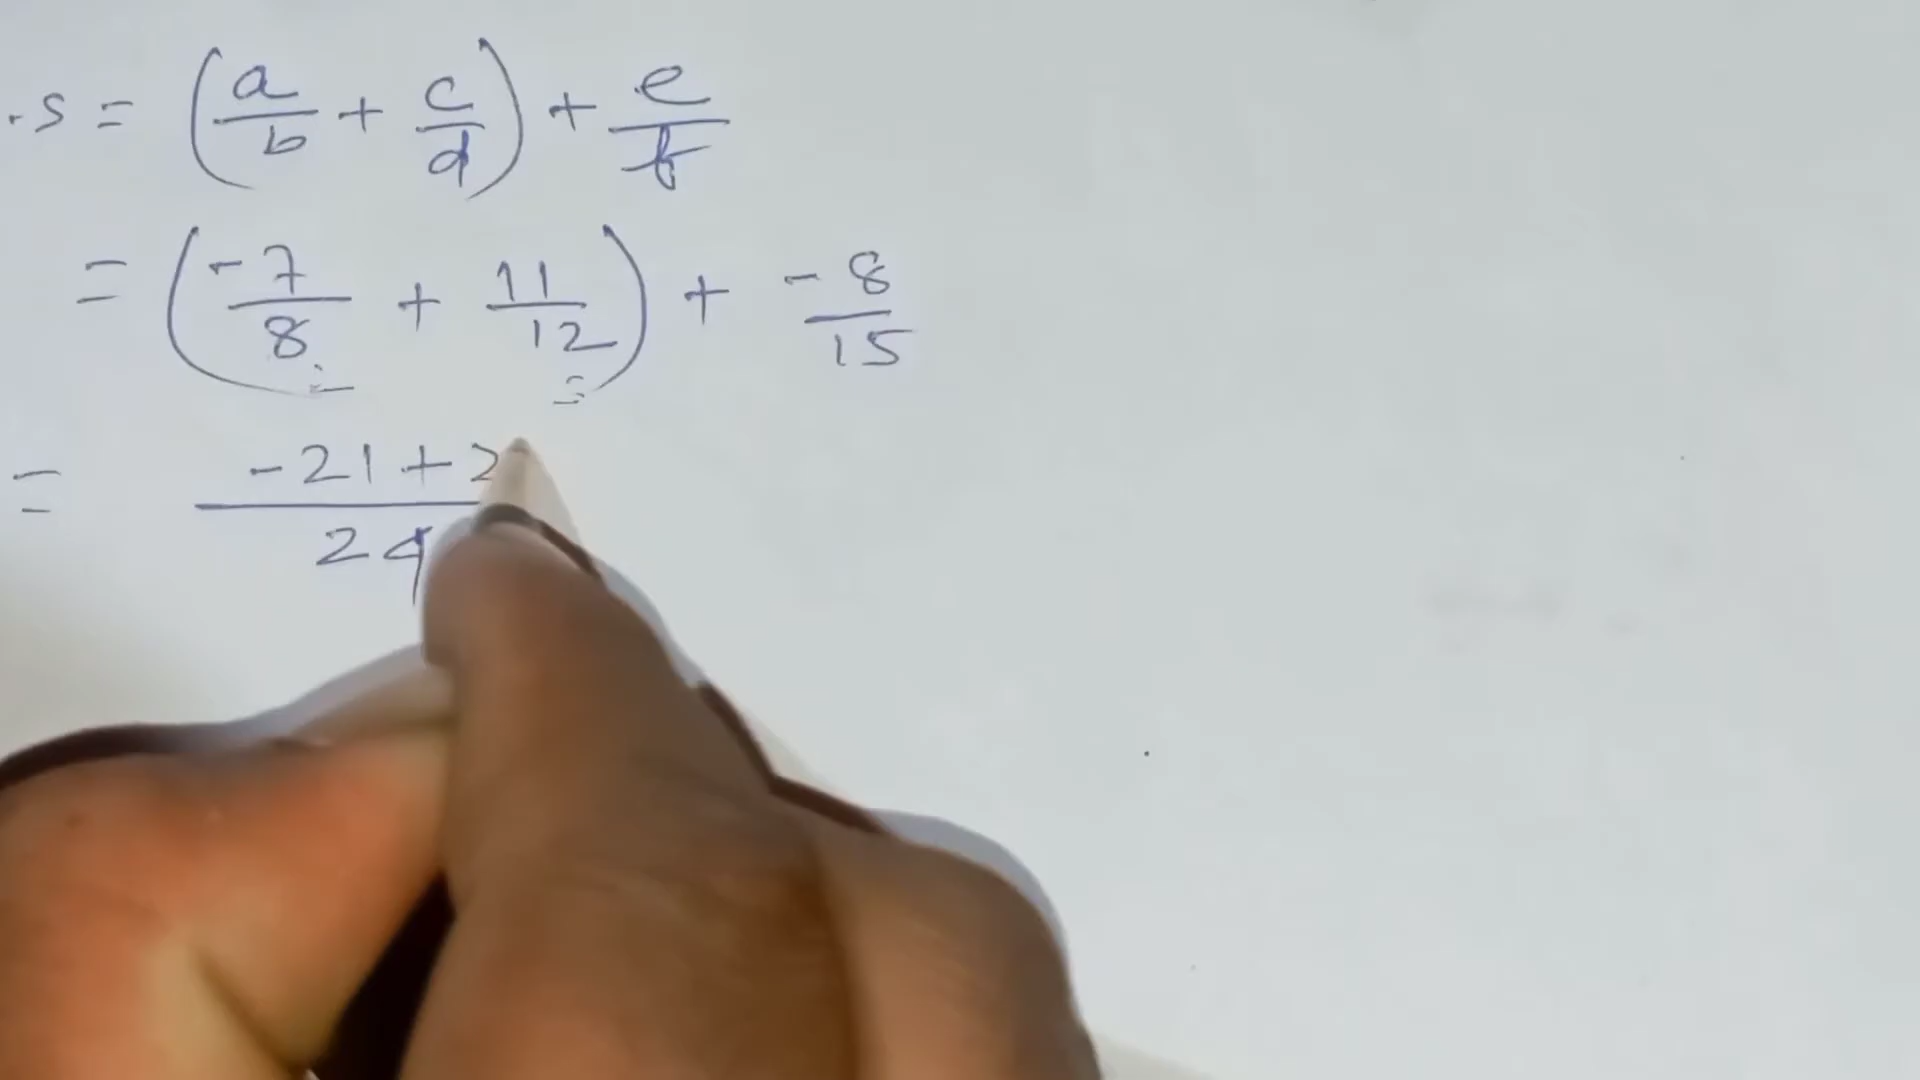 .S = (a/b + c/d) + e/f
= (-7/8 + 11/12) + -8/15
= -21+2/24